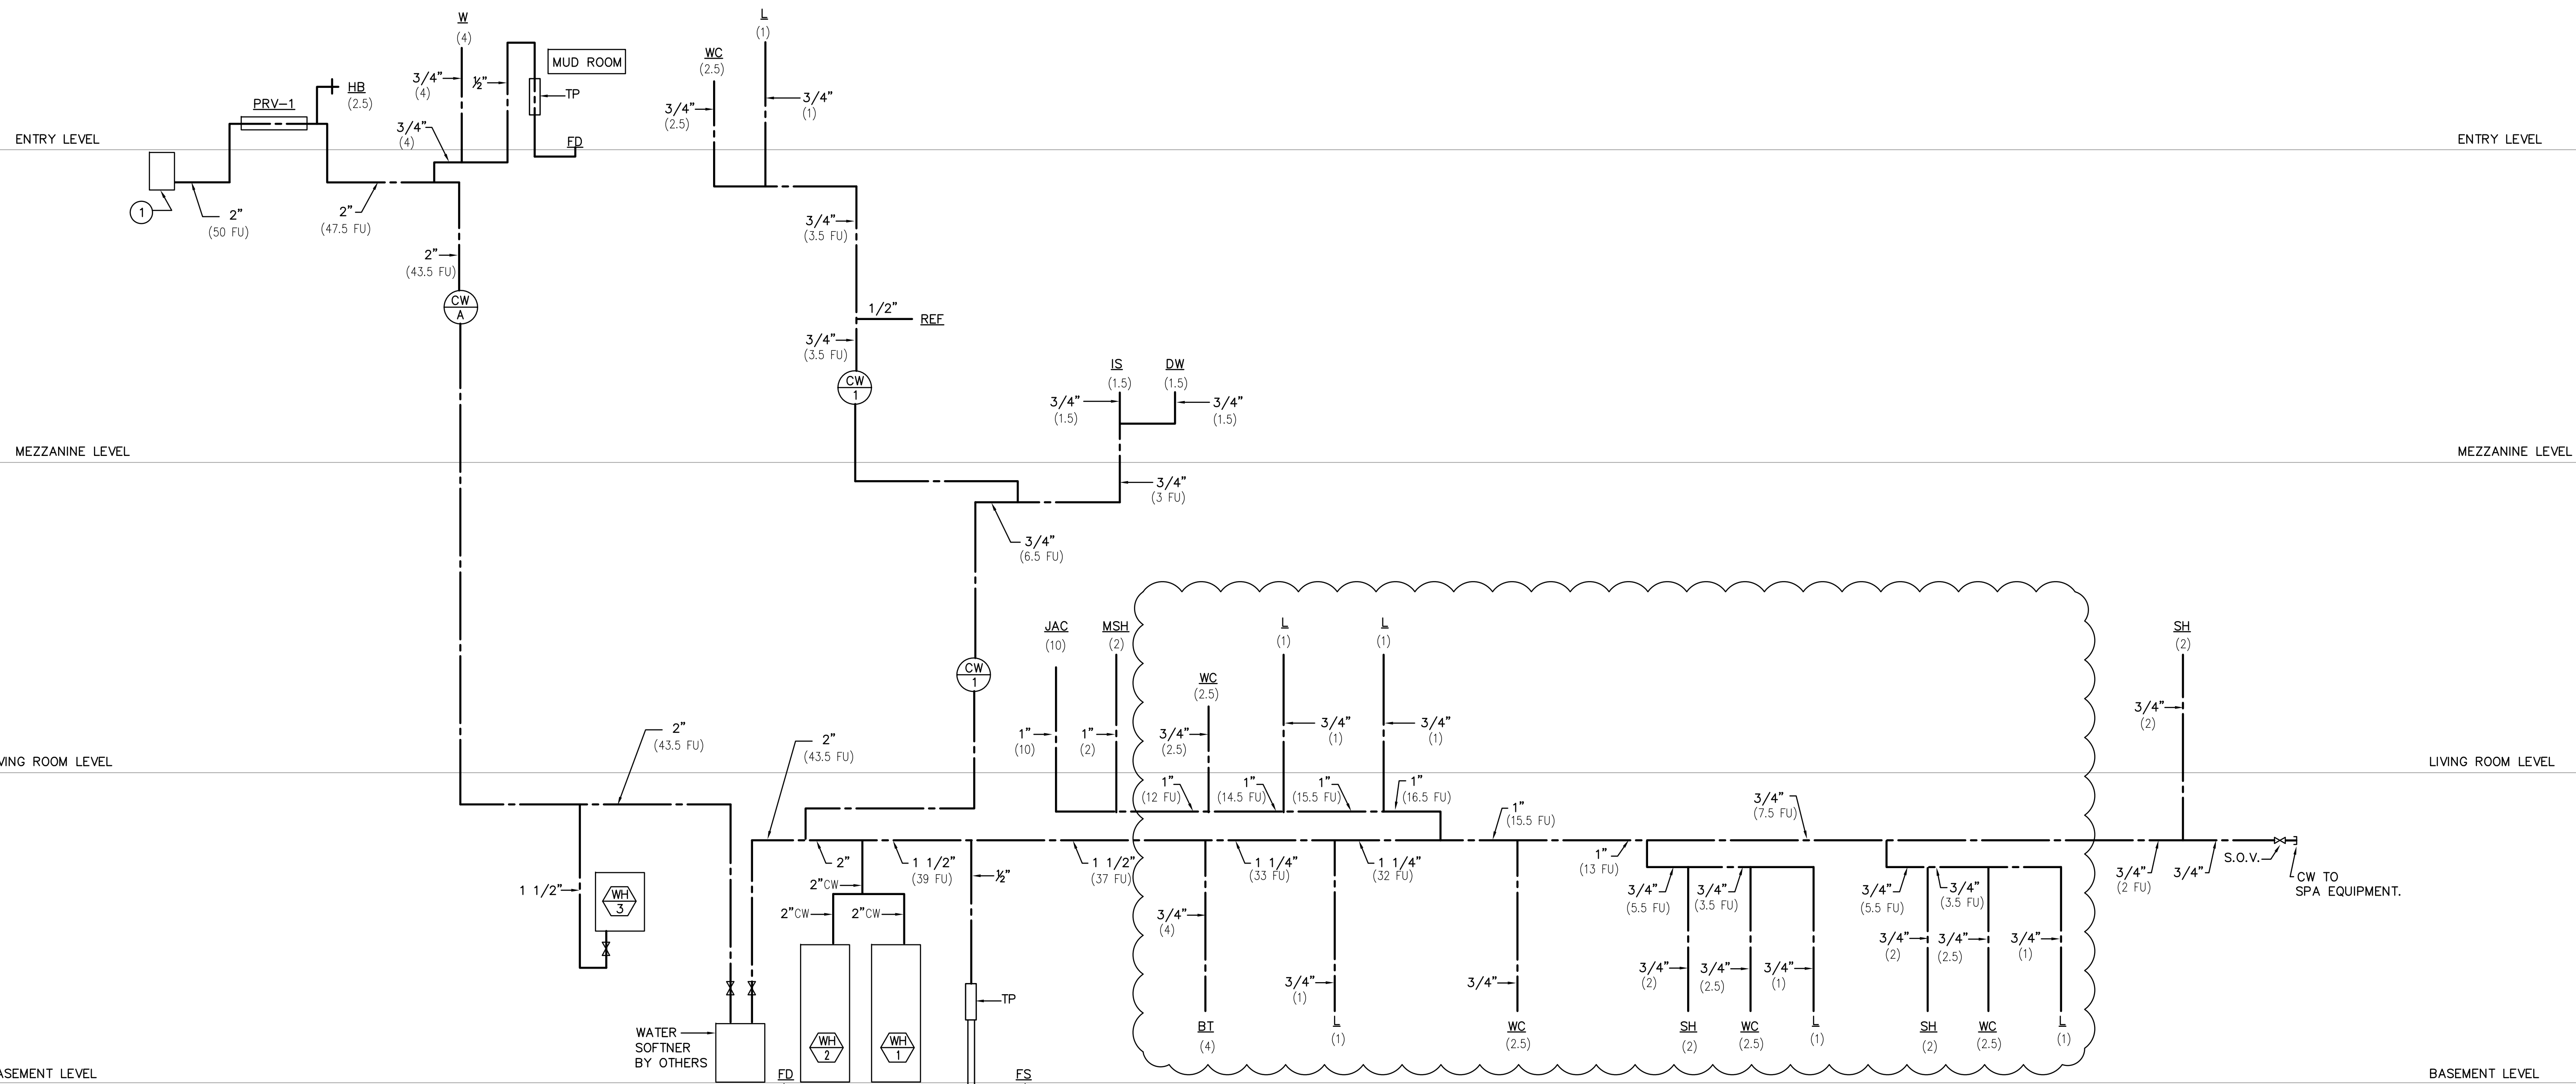 W
(4)
L
(1)
WC
(2.5)
MUD ROOM
HB
(2.5)
PRV-1
3/4"
(4)
½"
TP
3/4"
(2.5)
3/4"
(1)
3/4"
(4)
FD
ENTRY LEVEL
ENTRY LEVEL
1
2"
(50 FU)
2"
(47.5 FU)
2"
(43.5 FU)
3/4"
(3.5 FU)
CW
A
1/2"
REF
3/4"
(3.5 FU)
CW
1
IS
(1.5)
DW
(1.5)
3/4"
(1.5)
3/4"
(1.5)
MEZZANINE LEVEL
MEZZANINE LEVEL
3/4"
(3 FU)
3/4"
(6.5 FU)
JAC
(10)
MSH
(2)
L
(1)
L
(1)
SH
(2)
CW
1
WC
(2.5)
2"
(43.5 FU)
2"
(43.5 FU)
1"
(10)
1"
(2)
3/4"
(2.5)
3/4"
(1)
3/4"
(1)
3/4"
(2)
VING ROOM LEVEL
LIVING ROOM LEVEL
1"
(12 FU)
1"
(14.5 FU)
1"
(15.5 FU)
1"
(16.5 FU)
1"
(15.5 FU)
3/4"
(7.5 FU)
2"
1 1/2"
(39 FU)
1 1/2"
(37 FU)
1 1/4"
(33 FU)
1 1/4"
(32 FU)
1"
(13 FU)
3/4"
(2 FU)
3/4"
S.O.V.
CW TO
SPA EQUIPMENT.
1 1/2"
WH
3
2"CW
2"CW
2"CW
½"
3/4"
(4)
3/4"
(5.5 FU)
3/4"
(3.5 FU)
3/4"
(5.5 FU)
3/4"
(3.5 FU)
3/4"
(1)
3/4"
3/4"
(2)
3/4"
(2.5)
3/4"
(1)
3/4"
(2)
3/4"
(2.5)
3/4"
(1)
TP
WATER
SOFTNER
BY OTHERS
WH
2
WH
1
BT
(4)
L
(1)
WC
(2.5)
SH
(2)
WC
(2.5)
L
(1)
SH
(2)
WC
(2.5)
L
(1)
FD
FS
ASEMENT LEVEL
BASEMENT LEVEL